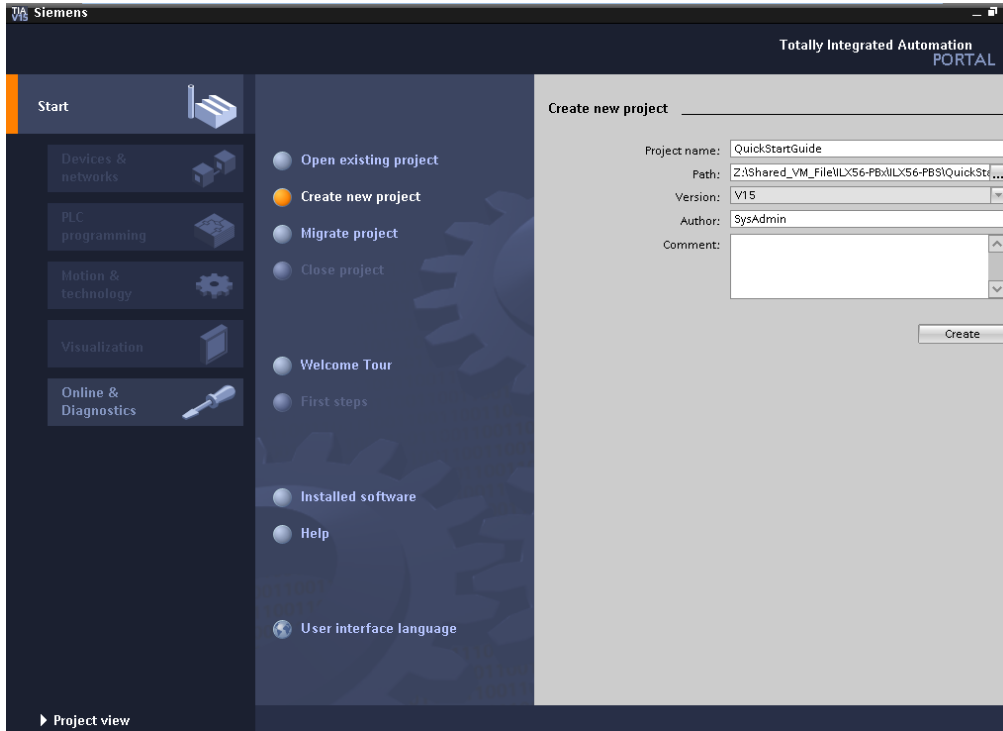 TIA
V15 Siemens
Totally Integrated Automation
PORTAL
Start
Devices &
networks
PLC
programming
Motion &
technology
Visualization
Online &
Diagnostics
Open existing project
Create new project
Migrate project
Close project
Welcome Tour
First steps
Installed software
Help
User interface language
Create new project
Project name: QuickStartGuide
Path: Z:\Shared_VM_File\ILX56-PBx\ILX56-PBS\QuickSta ...
Version: V15
Author: SysAdmin
Comment:
Create
Project view